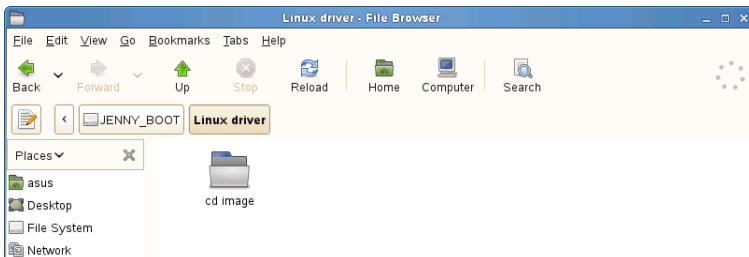 Linux driver - File Browser
File Edit View Go Bookmarks Tabs Help
Back Forward Up Stop Reload Home Computer Search
JENNY_BOOT Linux driver
Places
asus
Desktop
File System
Network
cd image